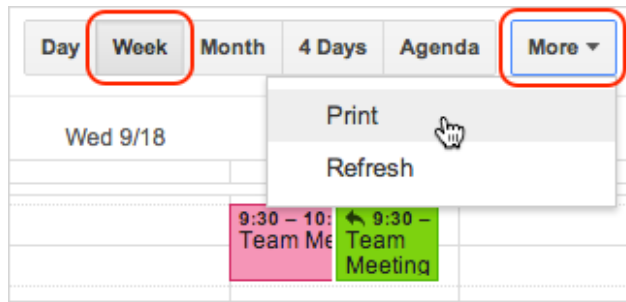 Day Week Month 4 Days Agenda More
Print
Wed 9/18
Refresh
9:30 – 10:
Team Me
9:30 –
Team
Meeting